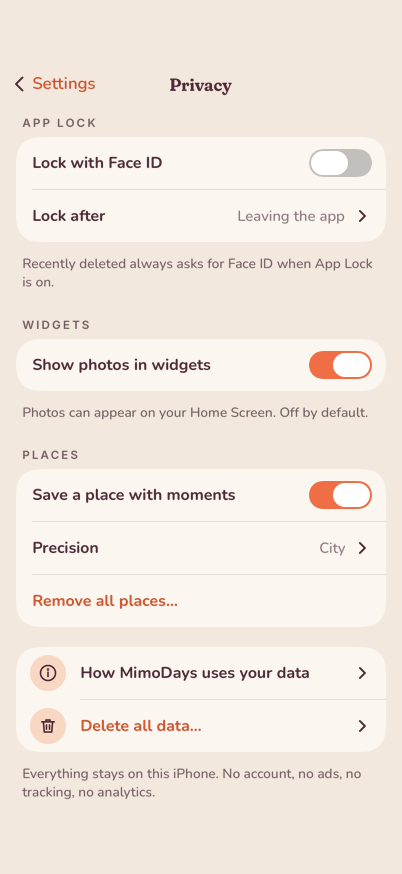 Settings
Privacy
APP LOCK
Lock with Face ID
Lock after
Leaving the app
Recently deleted always asks for Face ID when App Lock
is on.
WIDGETS
Show photos in widgets
Photos can appear on your Home Screen. Off by default.
PLACES
Save a place with moments
Precision
City
Remove all places...
How MimoDays uses your data
Delete all data...
Everything stays on this iPhone. No account, no ads, no
tracking, no analytics.